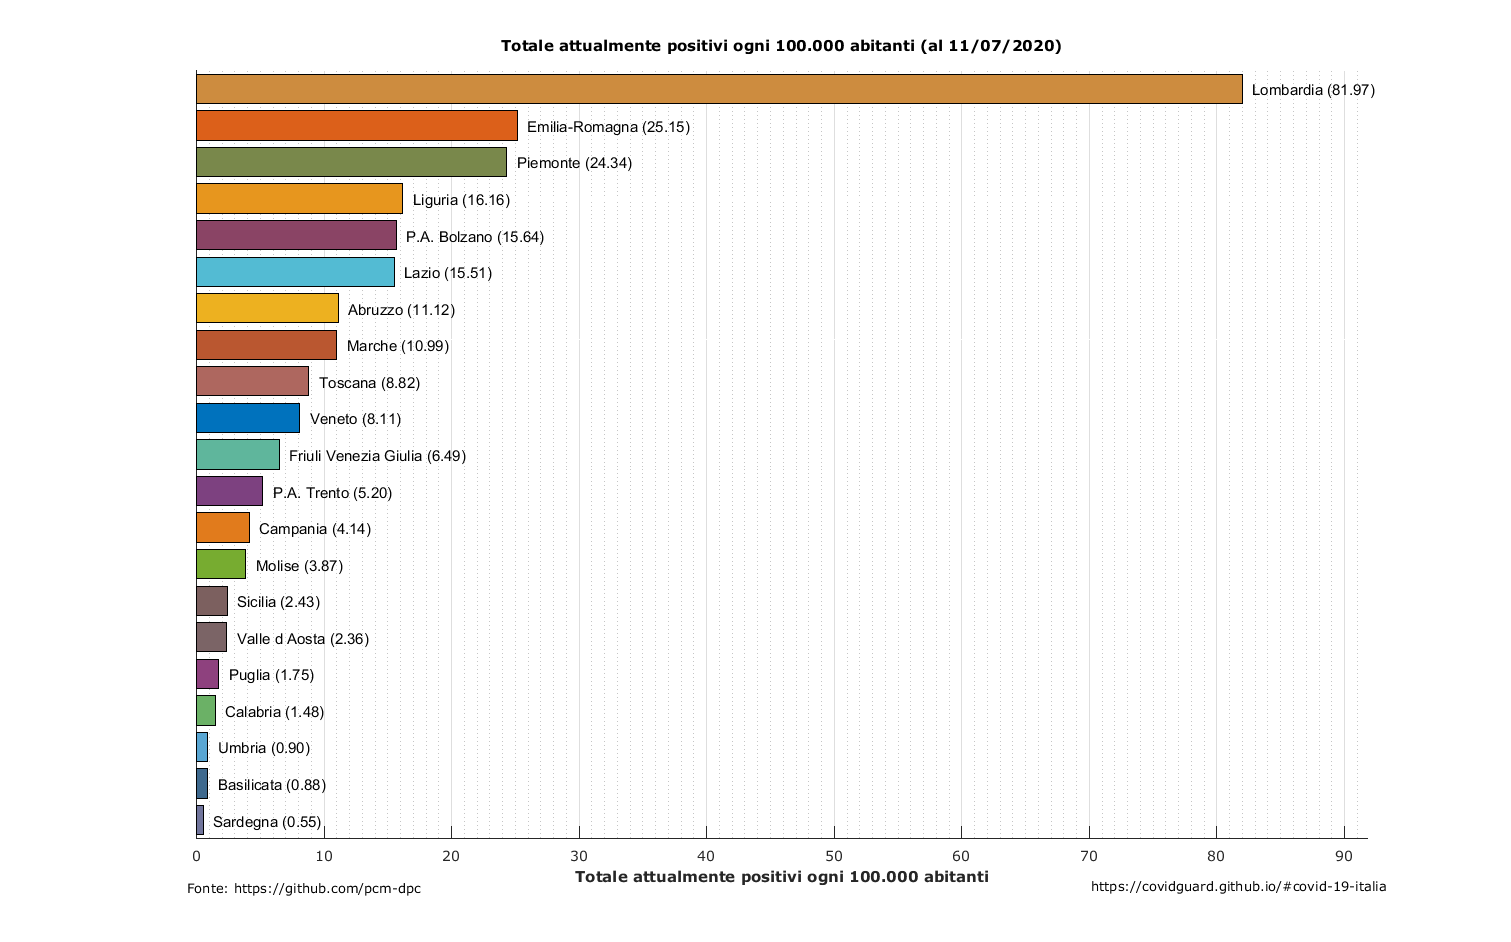 Totale attualmente positivi ogni 100.000 abitanti (al 11/07/2020)
Lombardia (81.97)
Emilia-Romagna (25.15)
Piemonte (24.34)
Liguria (16.16)
P.A. Bolzano (15.64)
Lazio (15.51)
Abruzzo (11.12)
Marche (10.99)
Toscana (8.82)
Veneto (8.11)
Friuli Venezia Giulia (6.49)
P.A. Trento (5.20)
Campania (4.14)
Molise (3.87)
Sicilia (2.43)
Valle d Aosta (2.36)
Puglia (1.75)
Calabria (1.48)
Umbria (0.90)
Basilicata (0.88)
Sardegna (0.55)
0 10 20 30 40 50 60 70 80 90
Totale attualmente positivi ogni 100.000 abitanti
Fonte: https://github.com/pcm-dpc
https://covidguard.github.io/#covid-19-italia